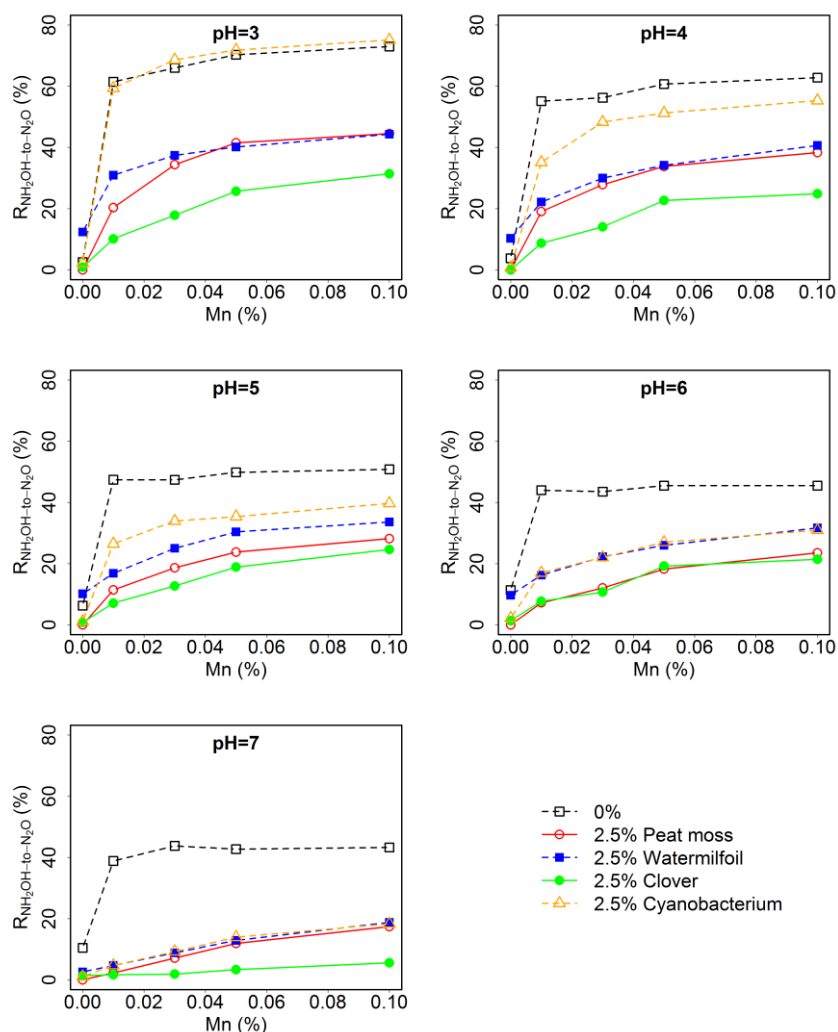 pH=3
R_NH₂OH–to–N₂O (%)
80
60
40
20
0
0.00 0.02 0.04 0.06 0.08 0.10
Mn (%)
pH=4
R_NH₂OH–to–N₂O (%)
80
60
40
20
0
0.00 0.02 0.04 0.06 0.08 0.10
Mn (%)
pH=5
R_NH₂OH–to–N₂O (%)
80
60
40
20
0
0.00 0.02 0.04 0.06 0.08 0.10
Mn (%)
pH=6
R_NH₂OH–to–N₂O (%)
80
60
40
20
0
0.00 0.02 0.04 0.06 0.08 0.10
Mn (%)
pH=7
R_NH₂OH–to–N₂O (%)
80
60
40
20
0
0.00 0.02 0.04 0.06 0.08 0.10
Mn (%)
0%
2.5% Peat moss
2.5% Watermilfoil
2.5% Clover
2.5% Cyanobacterium